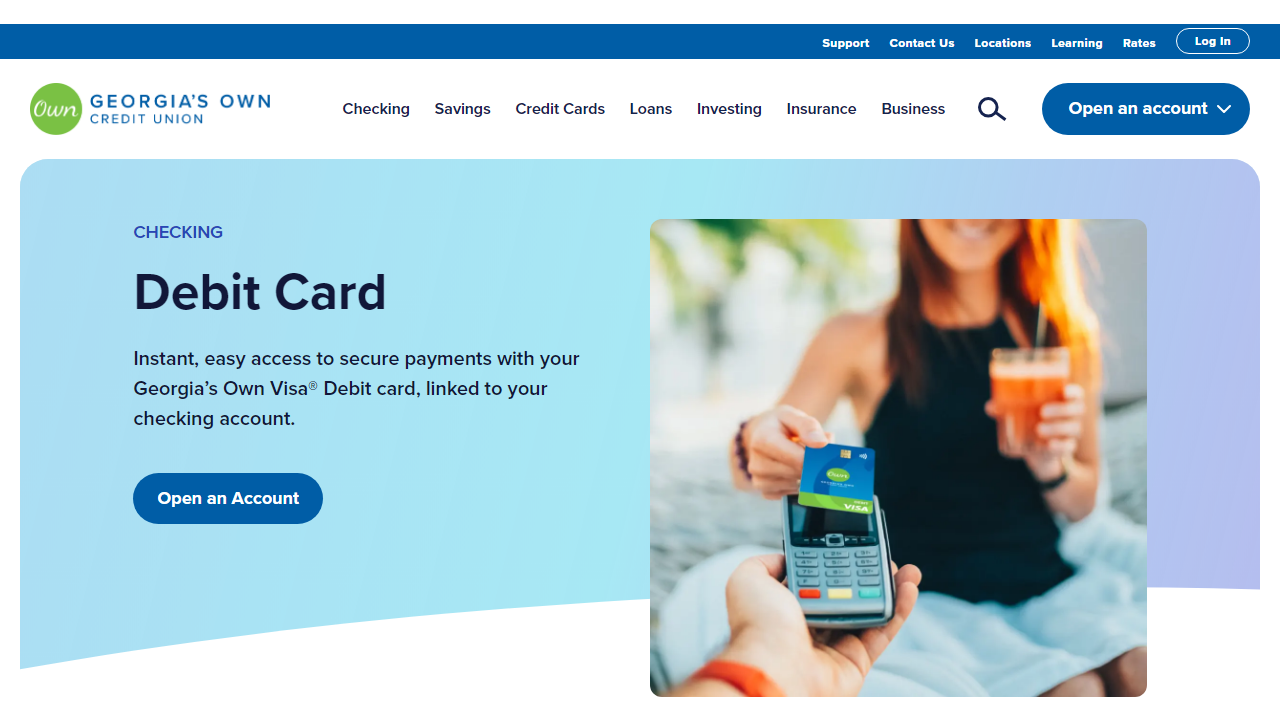 Support Contact Us Locations Learning Rates Log In
Own GEORGIA'S OWN
CREDIT UNION
Checking Savings Credit Cards Loans Investing Insurance Business Open an account
CHECKING
Debit Card
Instant, easy access to secure payments with your
Georgia's Own Visa® Debit card, linked to your
checking account.
Open an Account
Own
DEBIT
VISA